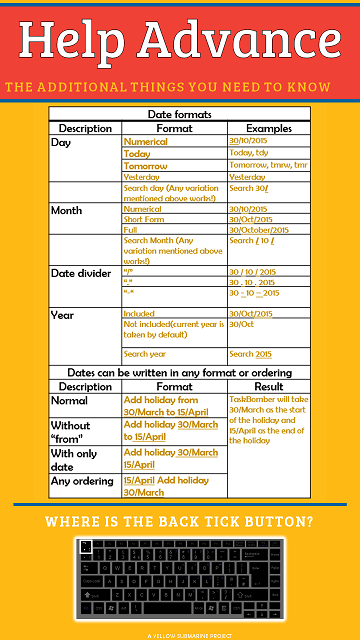 Help Advance
THE ADDITIONAL THINGS YOU NEED TO KNOW
Date formats
Description Format Examples
Day Numerical 30/10/2015
Today Today, tdy
Tomorrow Tomorrow, tmrw, tmr
Yesterday Yesterday
Search day (Any variation Search 30/
mentioned above works!)
Month Numerical 30/10/2015
Short Form 30/Oct/2015
Full 30/October/2015
Search Month (Any Search / 10 /
variation mentioned above
works!)
Date divider "/" 30 / 10 / 2015
"." 30 . 10 . 2015
"-" 30 - 10 - 2015
Year Included 30/Oct/2015
Not included(current year is 30/Oct
taken by default)
Search year Search 2015
Dates can be written in any format or ordering
Description Format Result
Normal Add holiday from TaskBomber will take
30/March to 15/April 30/March as the start
Without Add holiday 30/March of the holiday and
"from" to 15/April 15/April as the end of
With only Add holiday 30/March the holiday
date 15/April
Any ordering 15/April Add holiday
30/March
WHERE IS THE BACK TICK BUTTON?
A YELLOW SUBMARINE PROJECT